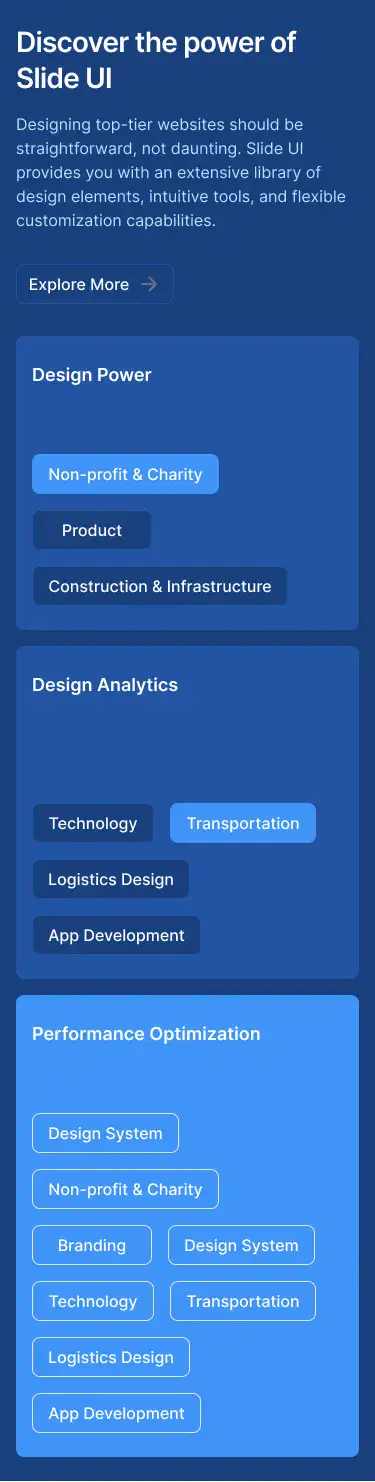 Discover the power of
Slide UI
Designing top-tier websites should be
straightforward, not daunting. Slide UI
provides you with an extensive library of
design elements, intuitive tools, and flexible
customization capabilities.
Explore More
Design Power
Non-profit & Charity
Product
Construction & Infrastructure
Design Analytics
Technology Transportation
Logistics Design
App Development
Performance Optimization
Design System
Non-profit & Charity
Branding Design System
Technology Transportation
Logistics Design
App Development